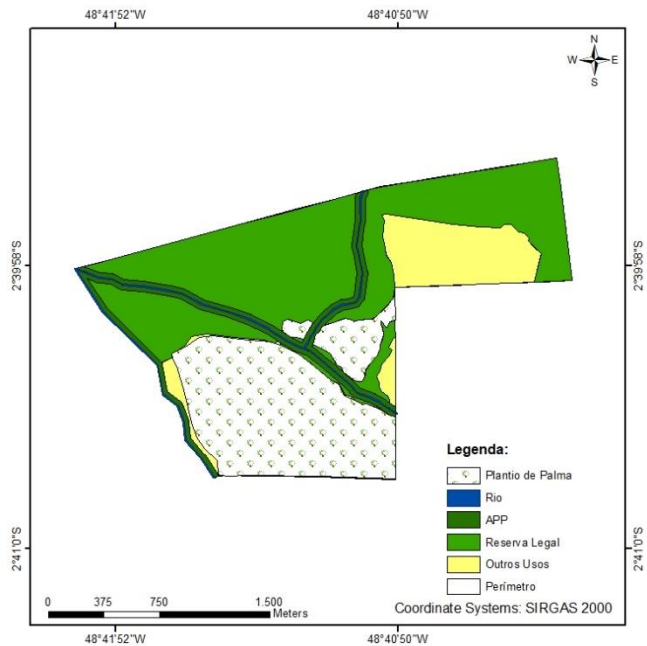 48°41'52"W
48°40'50"W
N
W E
S
2°39'58"S
2°39'58"S
Legenda:
Plantio de Palma
Rio
APP
Reserva Legal
Outros Usos
Perímetro
2°41'0"S
2°41'0"S
0 375 750 1.500
Meters
Coordinate Systems: SIRGAS 2000
48°41'52"W
48°40'50"W